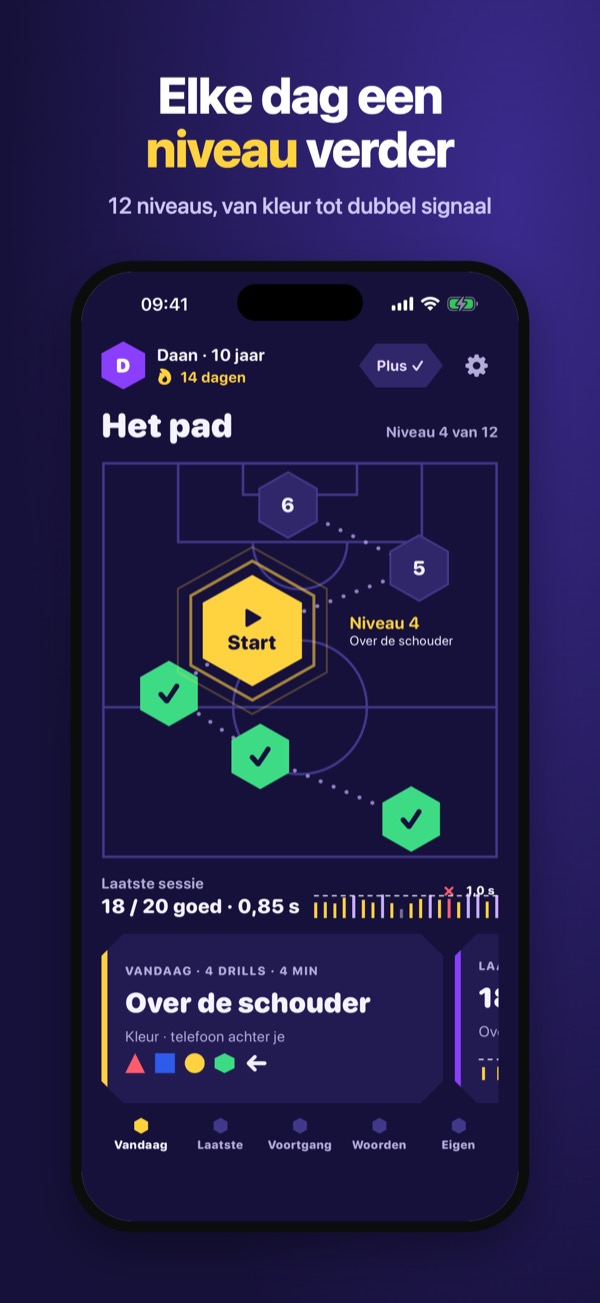 Elke dag een
niveau verder
12 niveaus, van kleur tot dubbel signaal
09:41
D
Daan · 10 jaar
14 dagen
Plus ✓
Het pad
Niveau 4 van 12
6
5
Start
Niveau 4
Over de schouder
Laatste sessie
18 / 20 goed · 0,85 s
1,0 s
VANDAAG · 4 DRILLS · 4 MIN
Over de schouder
Kleur · telefoon achter je
Vandaag
Laatste
Voortgang
Woorden
Eigen